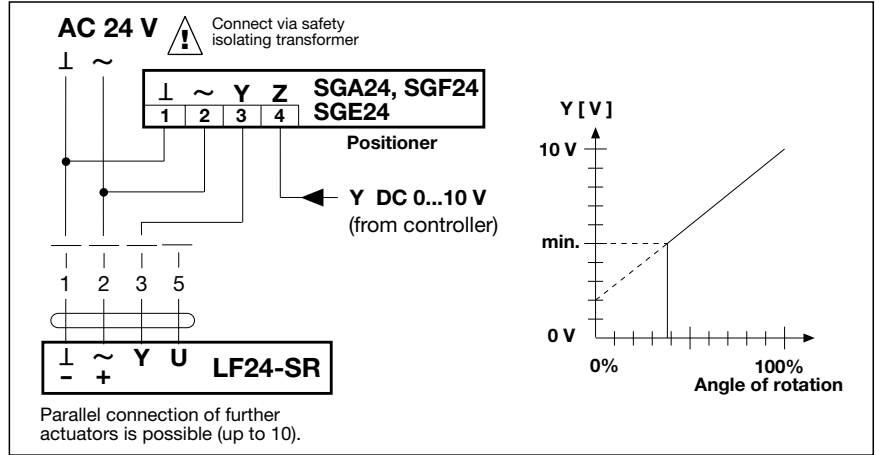 AC 24 V
Connect via safety
isolating transformer
⊥ ~
⊥ ~ Y Z
1 2 3 4
SGA24, SGF24
SGE24
Positioner
Y DC 0...10 V
(from controller)
1 2 3 5
⊥ ~ Y U
– +
LF24-SR
Parallel connection of further
actuators is possible (up to 10).
Y [ V ]
10 V
min.
0 V
0% 100%
Angle of rotation